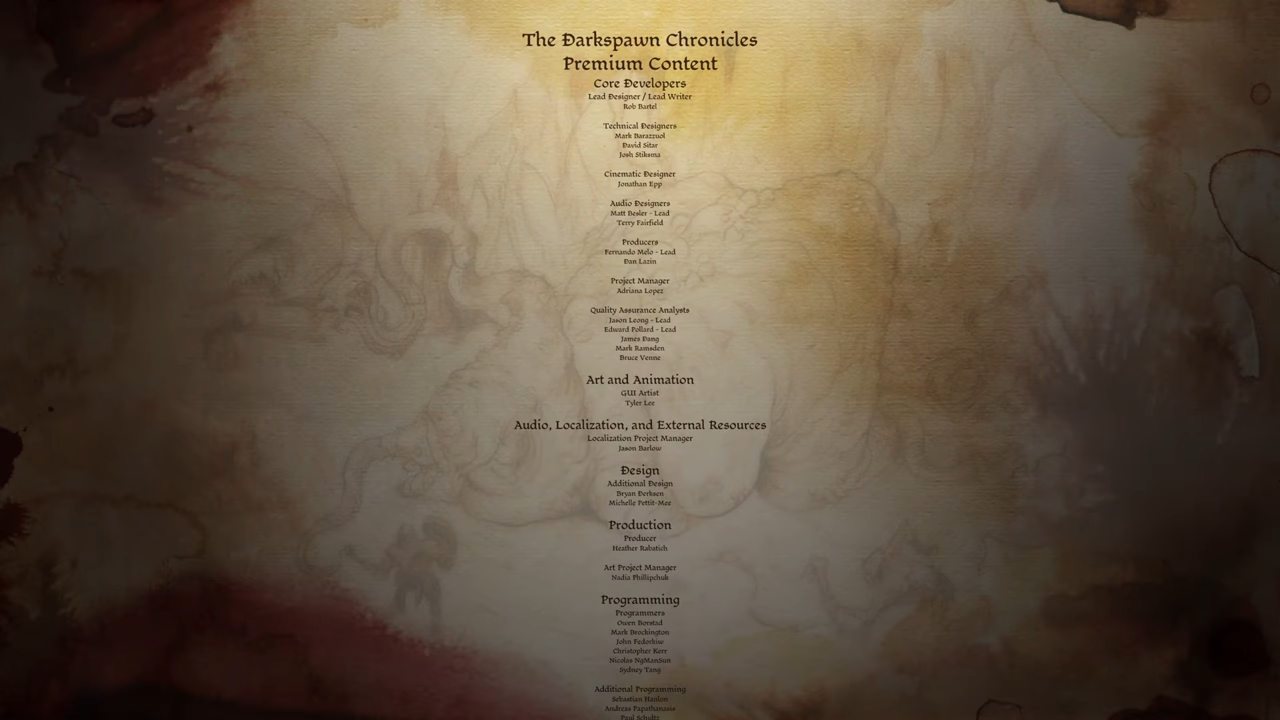 The Darkspawn Chronicles
Premium Content
Core Developers
Lead Designer / Lead Writer
Rob Bartel
Technical Designers
Mark Barazzuol
David Sitar
Josh Stiksma
Cinematic Designer
Jonathan Epp
Audio Designers
Matt Besler - Lead
Terry Fairfield
Producers
Fernando Melo - Lead
Dan Lazin
Project Manager
Adriana Lopez
Quality Assurance Analysts
Jason Leong - Lead
Edward Pollard - Lead
James Dang
Mark Ramsden
Bruce Venne
Art and Animation
GUI Artist
Tyler Lee
Audio, Localization, and External Resources
Localization Project Manager
Jason Barlow
Design
Additional Design
Bryan Derksen
Michelle Pettit-Mee
Production
Producer
Heather Rabatich
Art Project Manager
Nadia Phillipchuk
Programming
Programmers
Owen Borstad
Mark Brockington
John Fedorkiw
Christopher Kerr
Nicolas NgManSun
Sydney Tang
Additional Programming
Sebastian Hanlon
Andreas Papathanasis
Paul Schultz